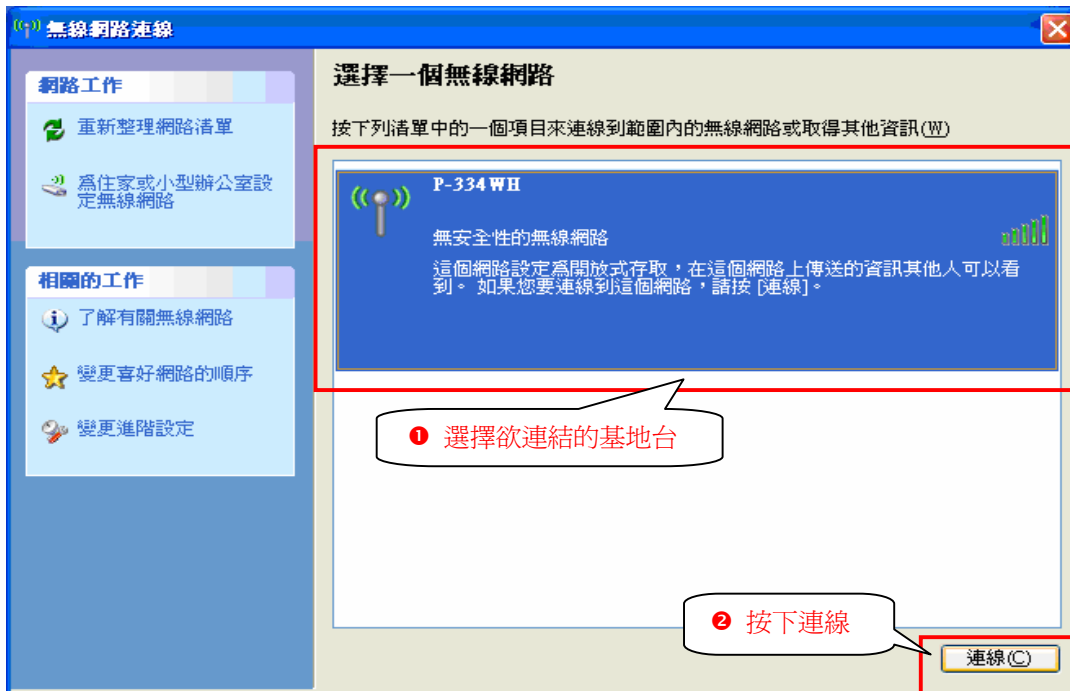 無線網路連線
網路工作
重新整理網路清單
為住家或小型辦公室設
定無線網路
相關的工作
了解有關無線網路
變更喜好網路的順序
變更進階設定
選擇一個無線網路
按下列清單中的一個項目來連線到範圍內的無線網路或取得其他資訊(W)
P-334WH
無安全性的無線網路
這個網路設定為開放式存取，在這個網路上傳送的資訊其他人可以看
到。如果您要連線到這個網路，請按 [連線]。
❶ 選擇欲連結的基地台
❷ 按下連線
連線(C)